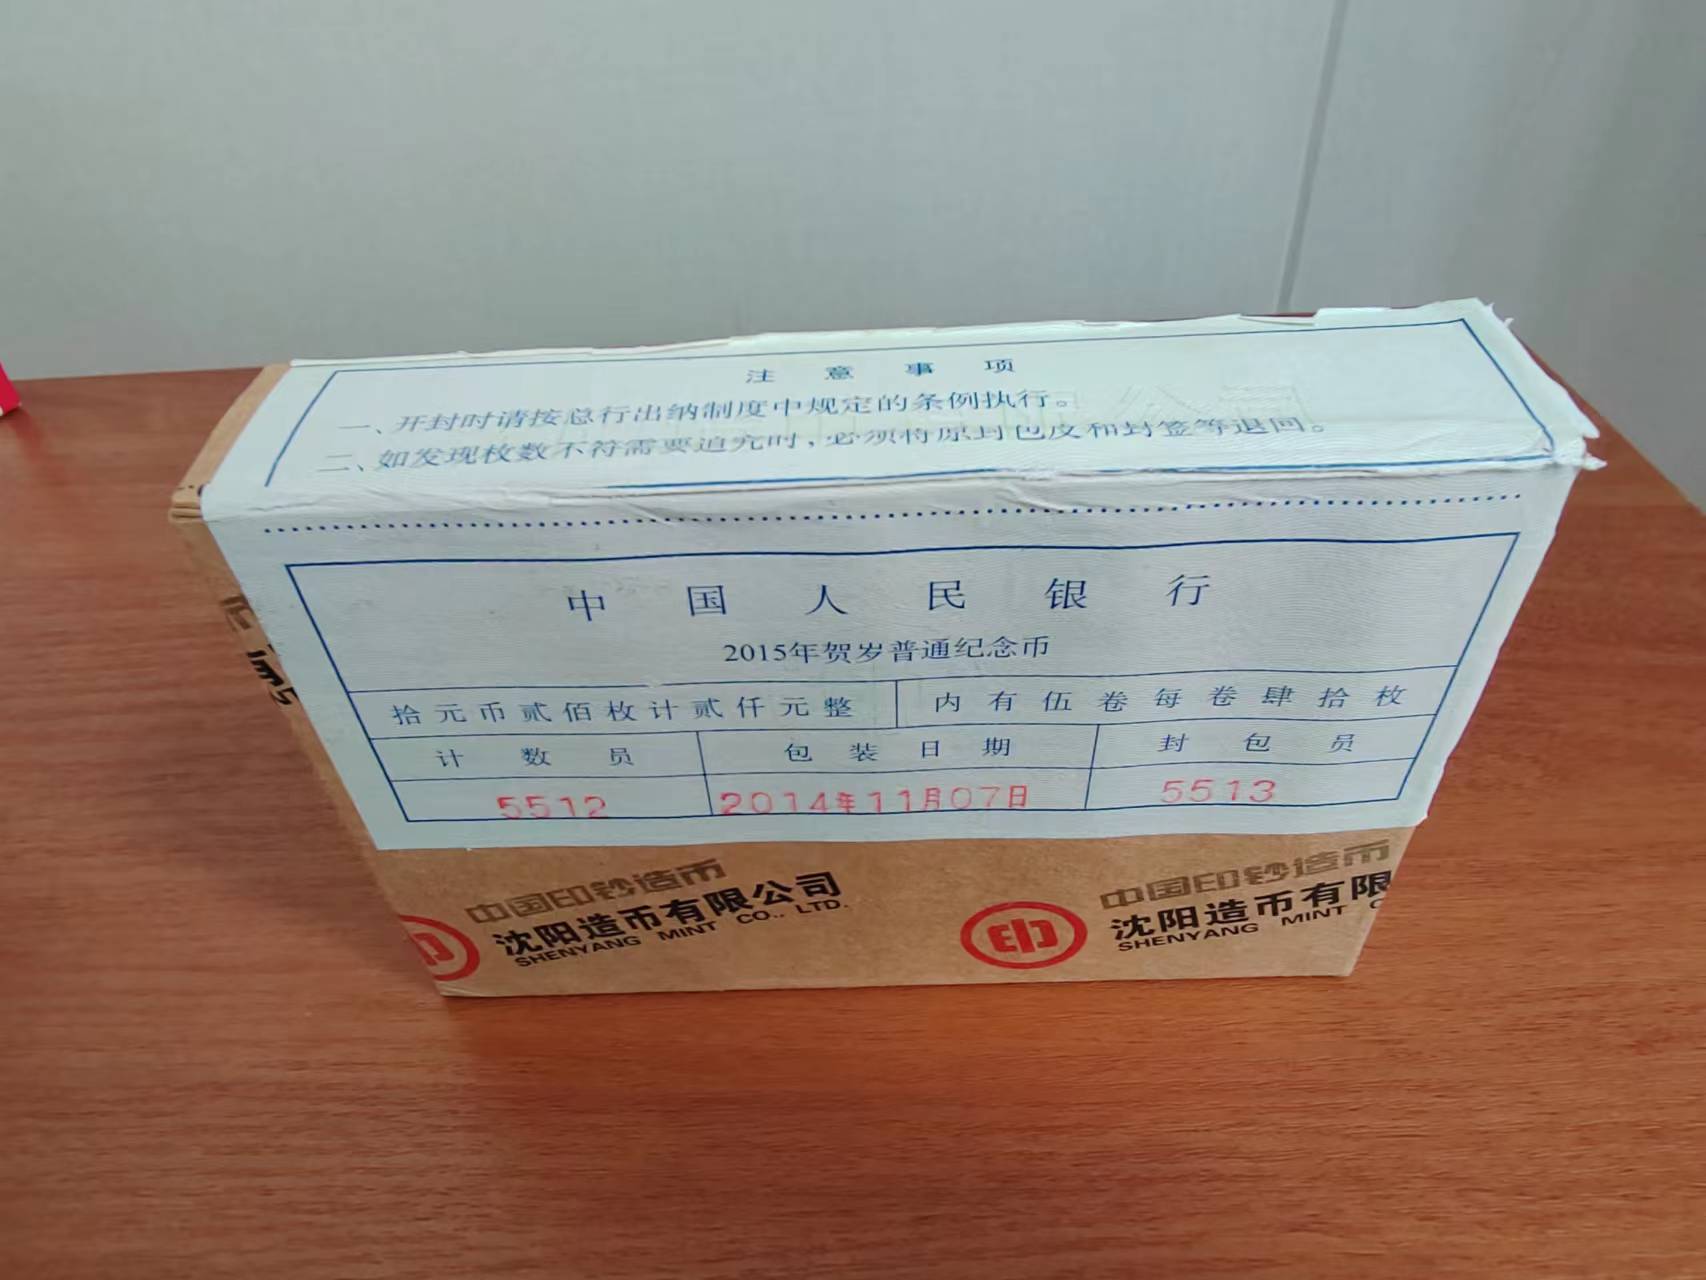 注意事项
一、开封时请按总行出纳制度中规定的条例执行。
二、如发现枚数不符需要追究时，必须将原封包皮和封签等退回。
中国人民银行
2015年贺岁普通纪念币
拾元币贰佰枚计贰仟元整 内有伍卷每卷肆拾枚
计数员 包装日期 封包员
5512 2014年11月07日 5513
中国印钞造币
沈阳造币有限公司
SHENYANG MINT CO., LTD.
中国印钞造币
沈阳造币有限
SHENYANG MINT C